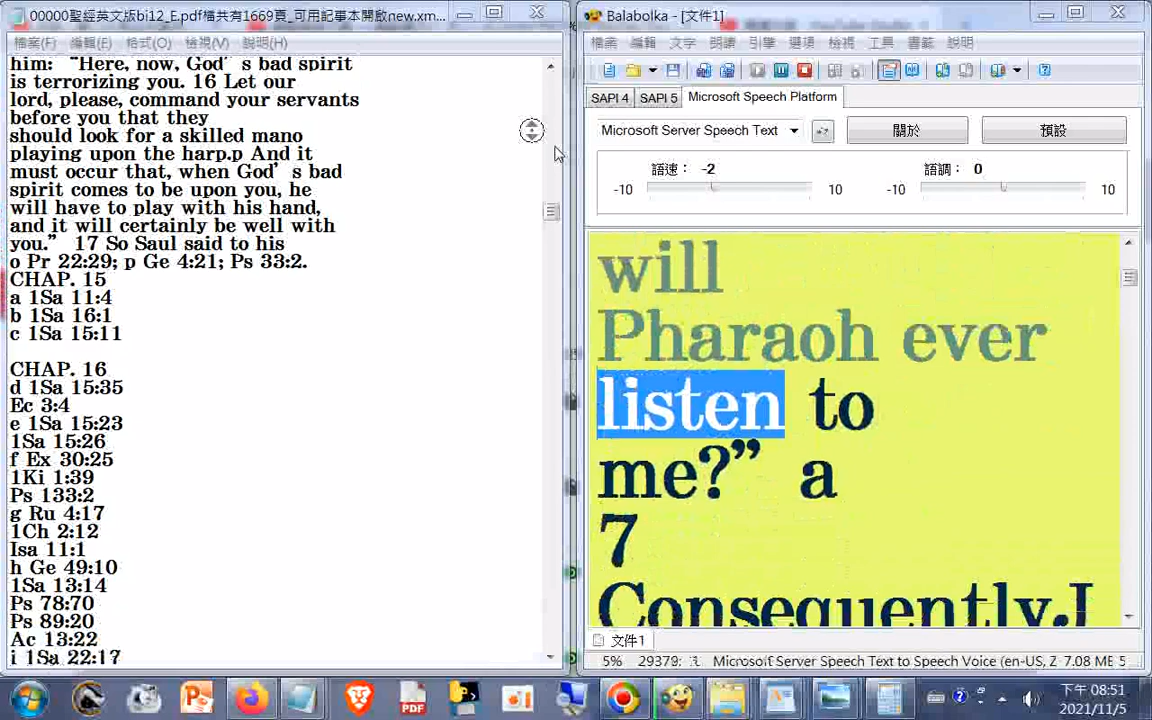 00000聖經英文版bi12_E.pdf檔共有1669頁_可用記事本開啟new.xm...
檔案(F) 編輯(E) 格式(O) 檢視(V) 說明(H)
him: “Here, now, God’s bad spirit
is terrorizing you. 16 Let our
lord, please, command your servants
before you that they
should look for a skilled mano
playing upon the harp.p And it
must occur that, when God’s bad
spirit comes to be upon you, he
will have to play with his hand,
and it will certainly be well with
you.” 17 So Saul said to his
o Pr 22:29; p Ge 4:21; Ps 33:2.
CHAP. 15
a 1Sa 11:4
b 1Sa 16:1
c 1Sa 15:11
CHAP. 16
d 1Sa 15:35
Ec 3:4
e 1Sa 15:23
1Sa 15:26
f Ex 30:25
1Ki 1:39
Ps 133:2
g Ru 4:17
1Ch 2:12
Isa 11:1
h Ge 49:10
1Sa 13:14
Ps 78:70
Ps 89:20
Ac 13:22
i 1Sa 22:17
Balabolka - [文件1]
檔案 編輯 文字 朗讀 引擎 選項 檢視 工具 書籤 說明
SAPI 4 SAPI 5 Microsoft Speech Platform
Microsoft Server Speech Text 關於 預設
語速： -2 語調： 0
-10 10 -10 10
will
Pharaoh ever
listen to
me?” a
7
Consequently,J
文件1
5% 29379: Microsoft Server Speech Text to Speech Voice (en-US, Z 7.08 MB 5
PDF
下午 08:51
2021/11/5